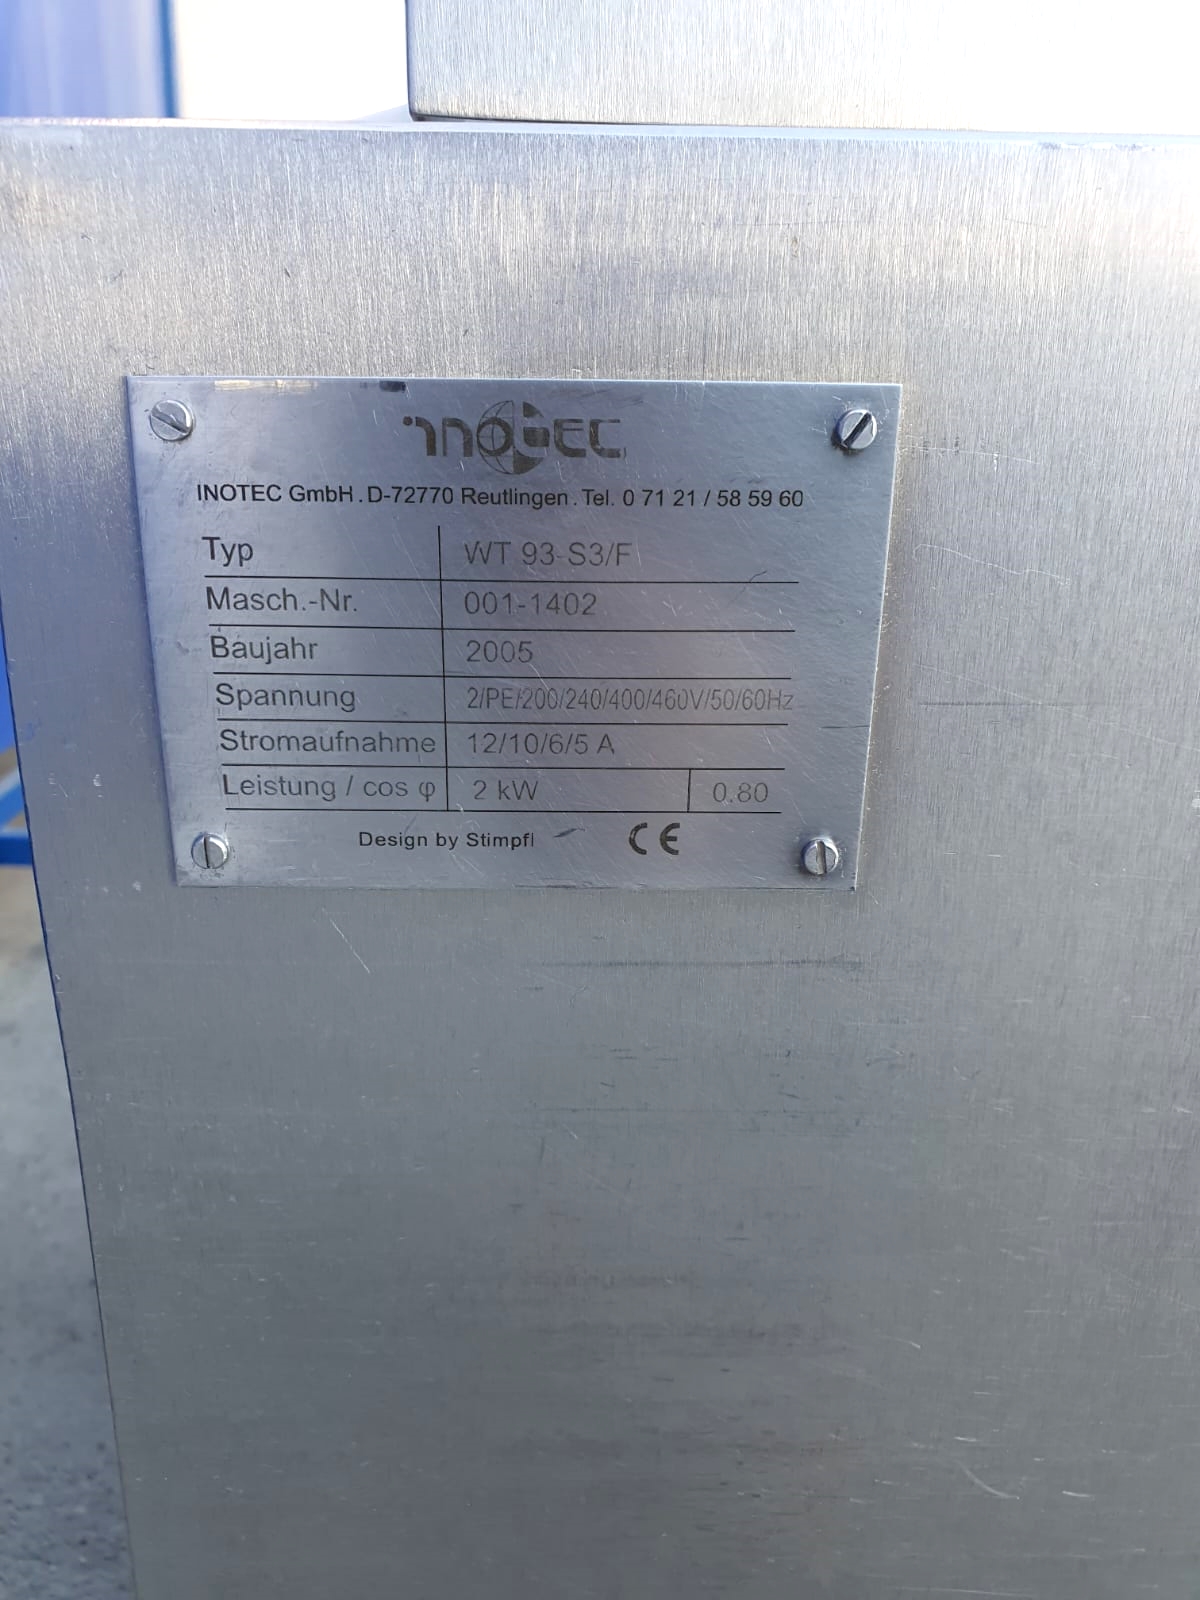 inotec
INOTEC GmbH . D-72770 Reutlingen . Tel. 0 71 21 / 58 59 60
Typ WT 93-S3/F
Masch.-Nr. 001-1402
Baujahr 2005
Spannung 2/PE/200/240/400/460V/50/60Hz
Stromaufnahme 12/10/6/5 A
Leistung / cos φ 2 kW 0.80
Design by Stimpfl CE